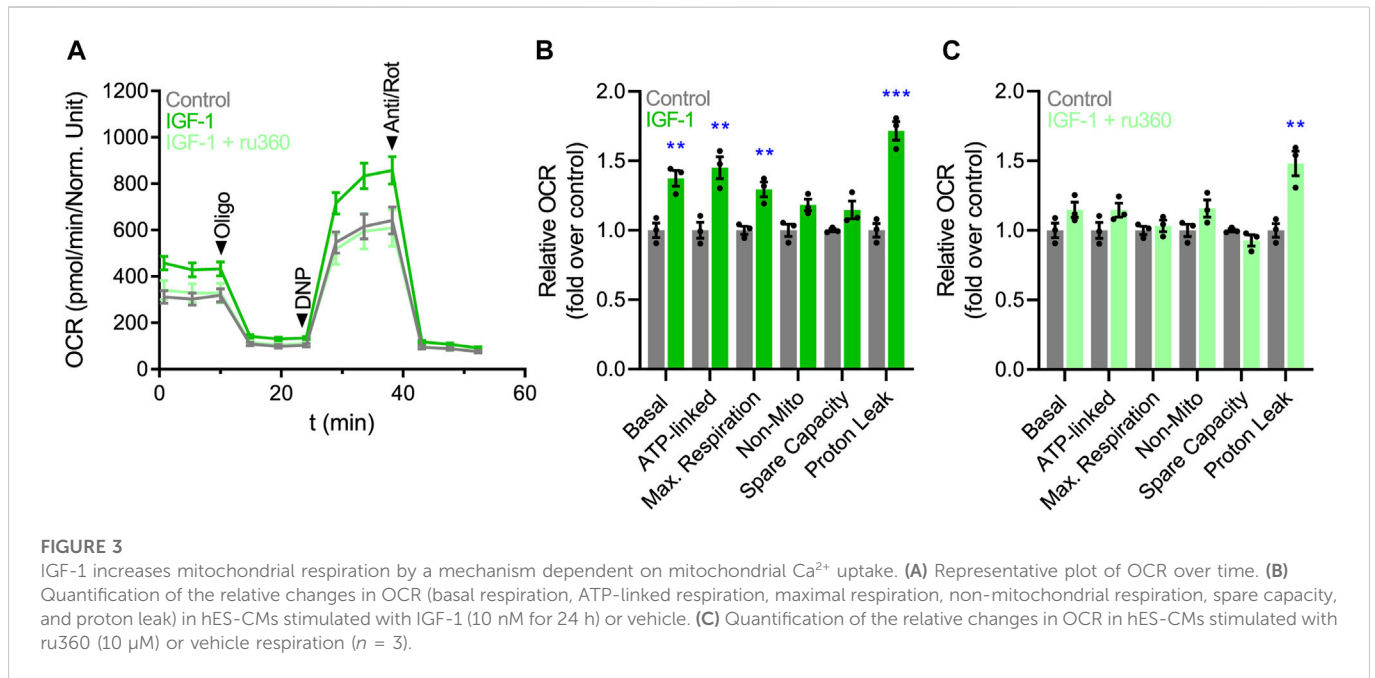 A
OCR (pmol/min/Norm. Unit)
1200
1000
800
600
400
200
0
0
20
40
60
t (min)
Control
IGF-1
IGF-1 + ru360
Oligo
DNP
Anti/Rot
B
Relative OCR
(fold over control)
2.0
1.5
1.0
0.5
0.0
Control
IGF-1
**
**
**
***
Basal
ATP-linked
Max. Respiration
Non-Mito
Spare Capacity
Proton Leak
C
Relative OCR
(fold over control)
2.0
1.5
1.0
0.5
0.0
Control
IGF-1 + ru360
**
Basal
ATP-linked
Max. Respiration
Non-Mito
Spare Capacity
Proton Leak
FIGURE 3
IGF-1 increases mitochondrial respiration by a mechanism dependent on mitochondrial Ca²⁺ uptake. (A) Representative plot of OCR over time. (B)
Quantification of the relative changes in OCR (basal respiration, ATP-linked respiration, maximal respiration, non-mitochondrial respiration, spare capacity,
and proton leak) in hES-CMs stimulated with IGF-1 (10 nM for 24 h) or vehicle. (C) Quantification of the relative changes in OCR in hES-CMs stimulated with
ru360 (10 μM) or vehicle respiration (n = 3).